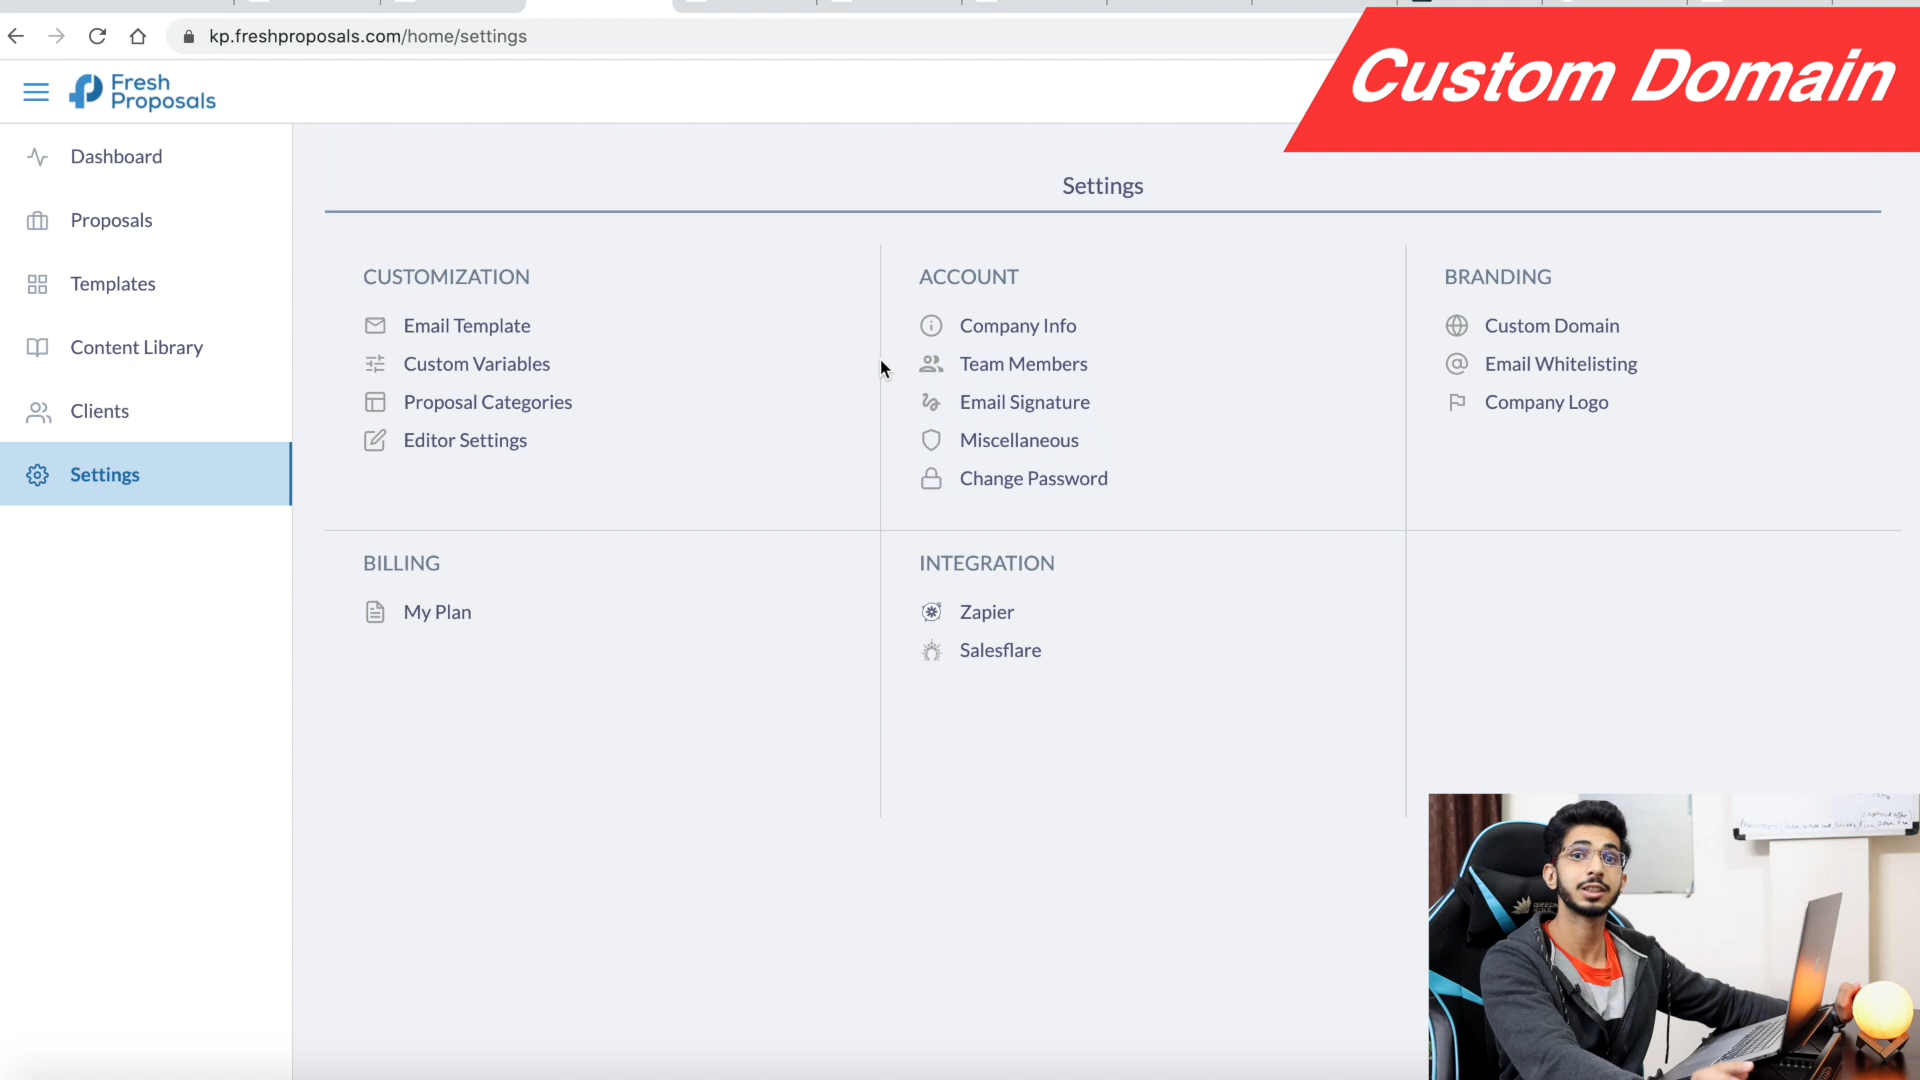 kp.freshproposals.com/home/settings
Custom Domain
Fresh
Proposals
Dashboard
Proposals
Templates
Content Library
Clients
Settings
Settings
CUSTOMIZATION
Email Template
Custom Variables
Proposal Categories
Editor Settings
ACCOUNT
Company Info
Team Members
Email Signature
Miscellaneous
Change Password
BRANDING
Custom Domain
Email Whitelisting
Company Logo
BILLING
My Plan
INTEGRATION
Zapier
Salesflare